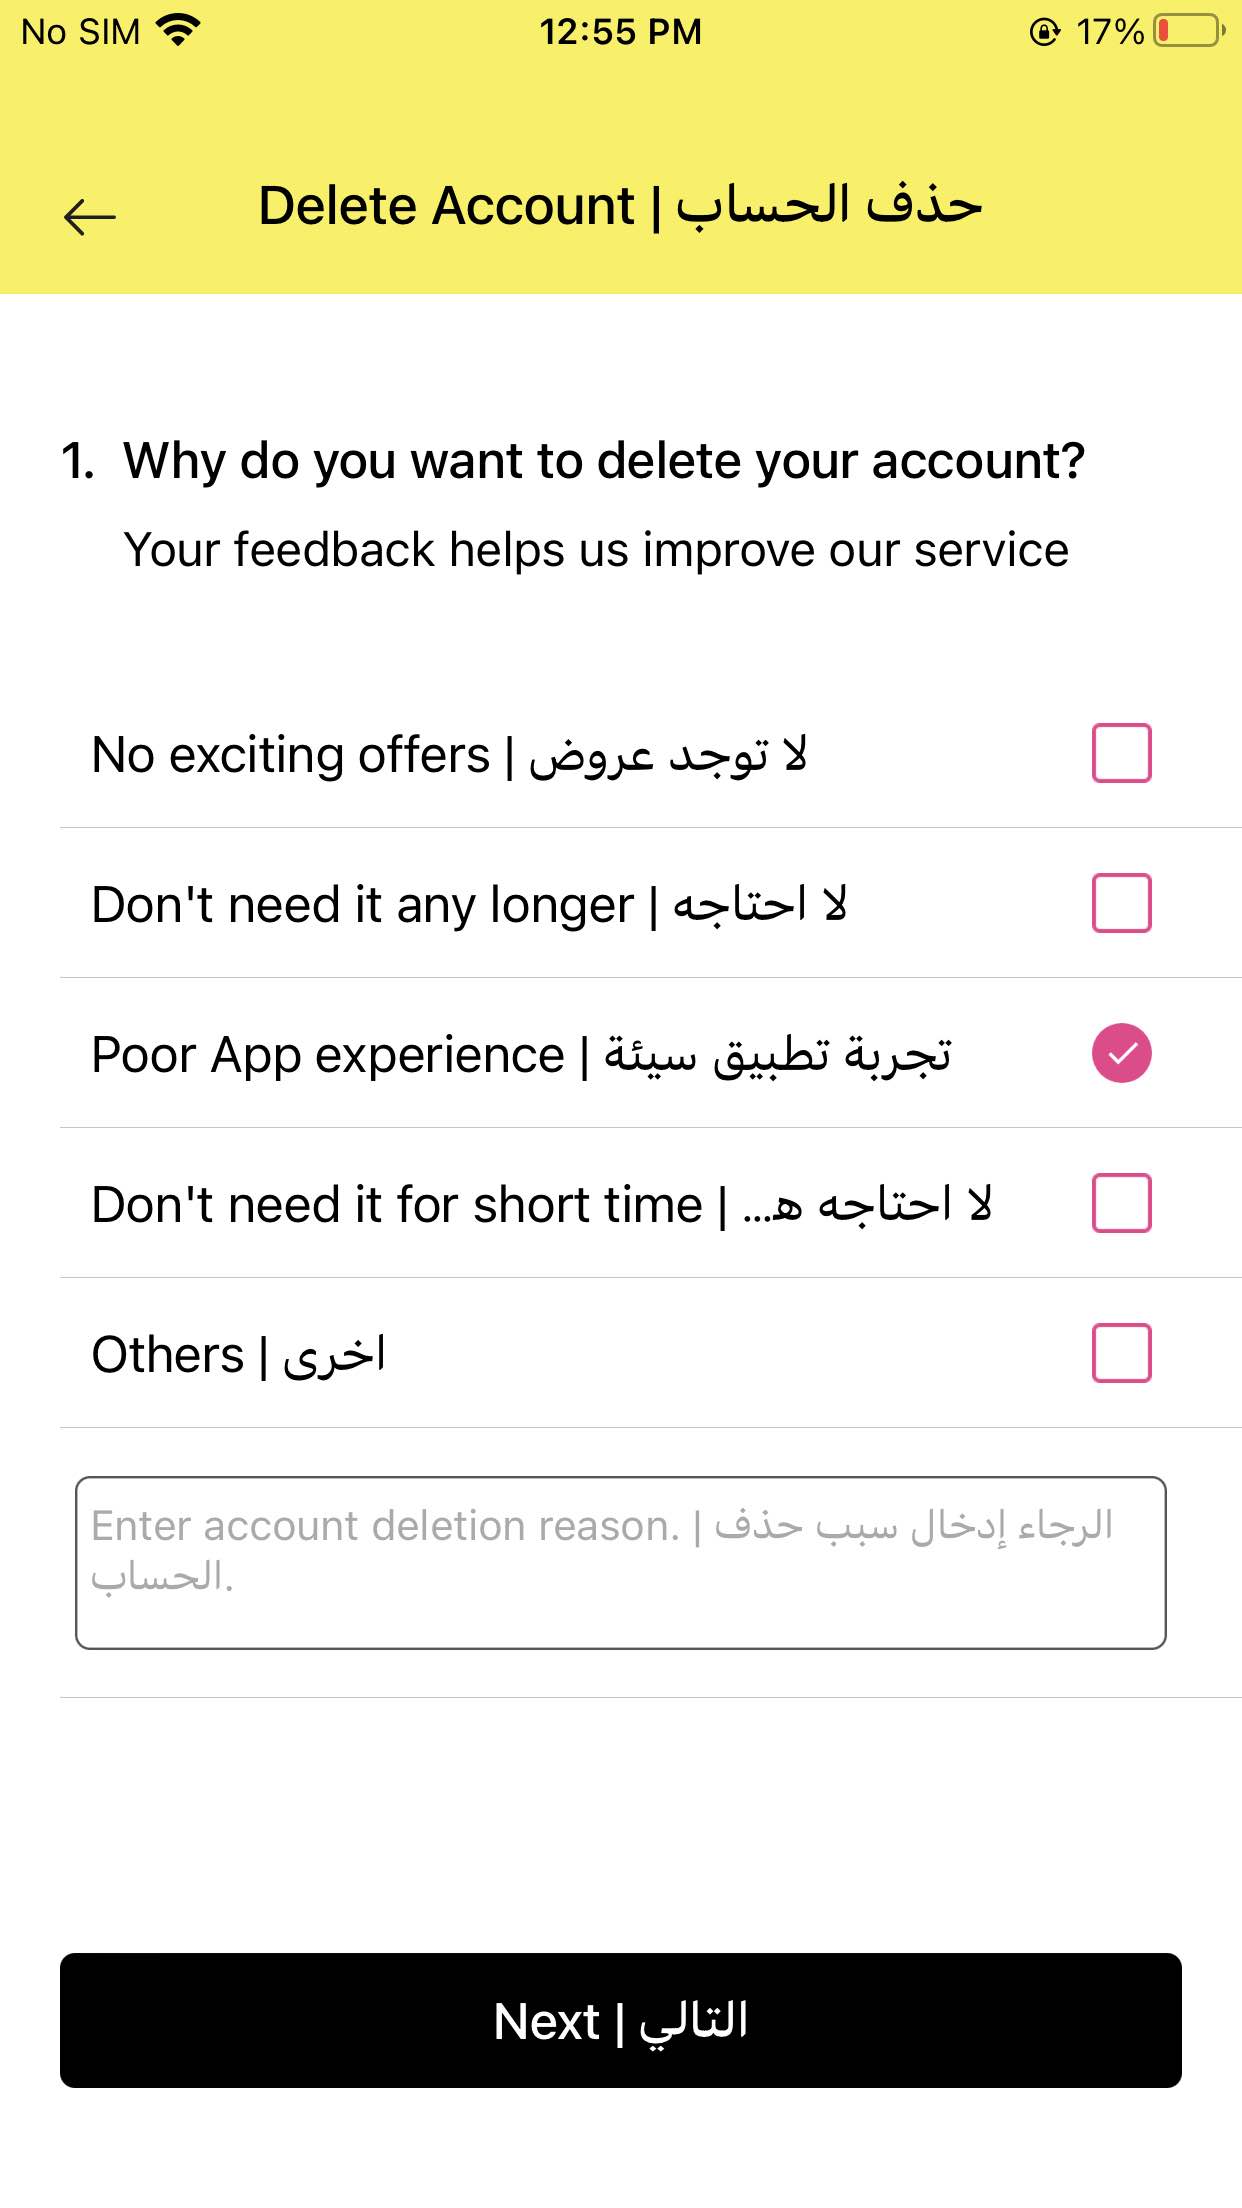 No SIM 12:55 PM 17%
Delete Account | حذف الحساب
1. Why do you want to delete your account?
Your feedback helps us improve our service
No exciting offers | لا توجد عروض
Don't need it any longer | لا احتاجه
Poor App experience | تجربة تطبيق سيئة
Don't need it for short time | لا احتاجه ه...
Others | اخرى
Enter account deletion reason. | الرجاء إدخال سبب حذف
الحساب.
Next | التالي